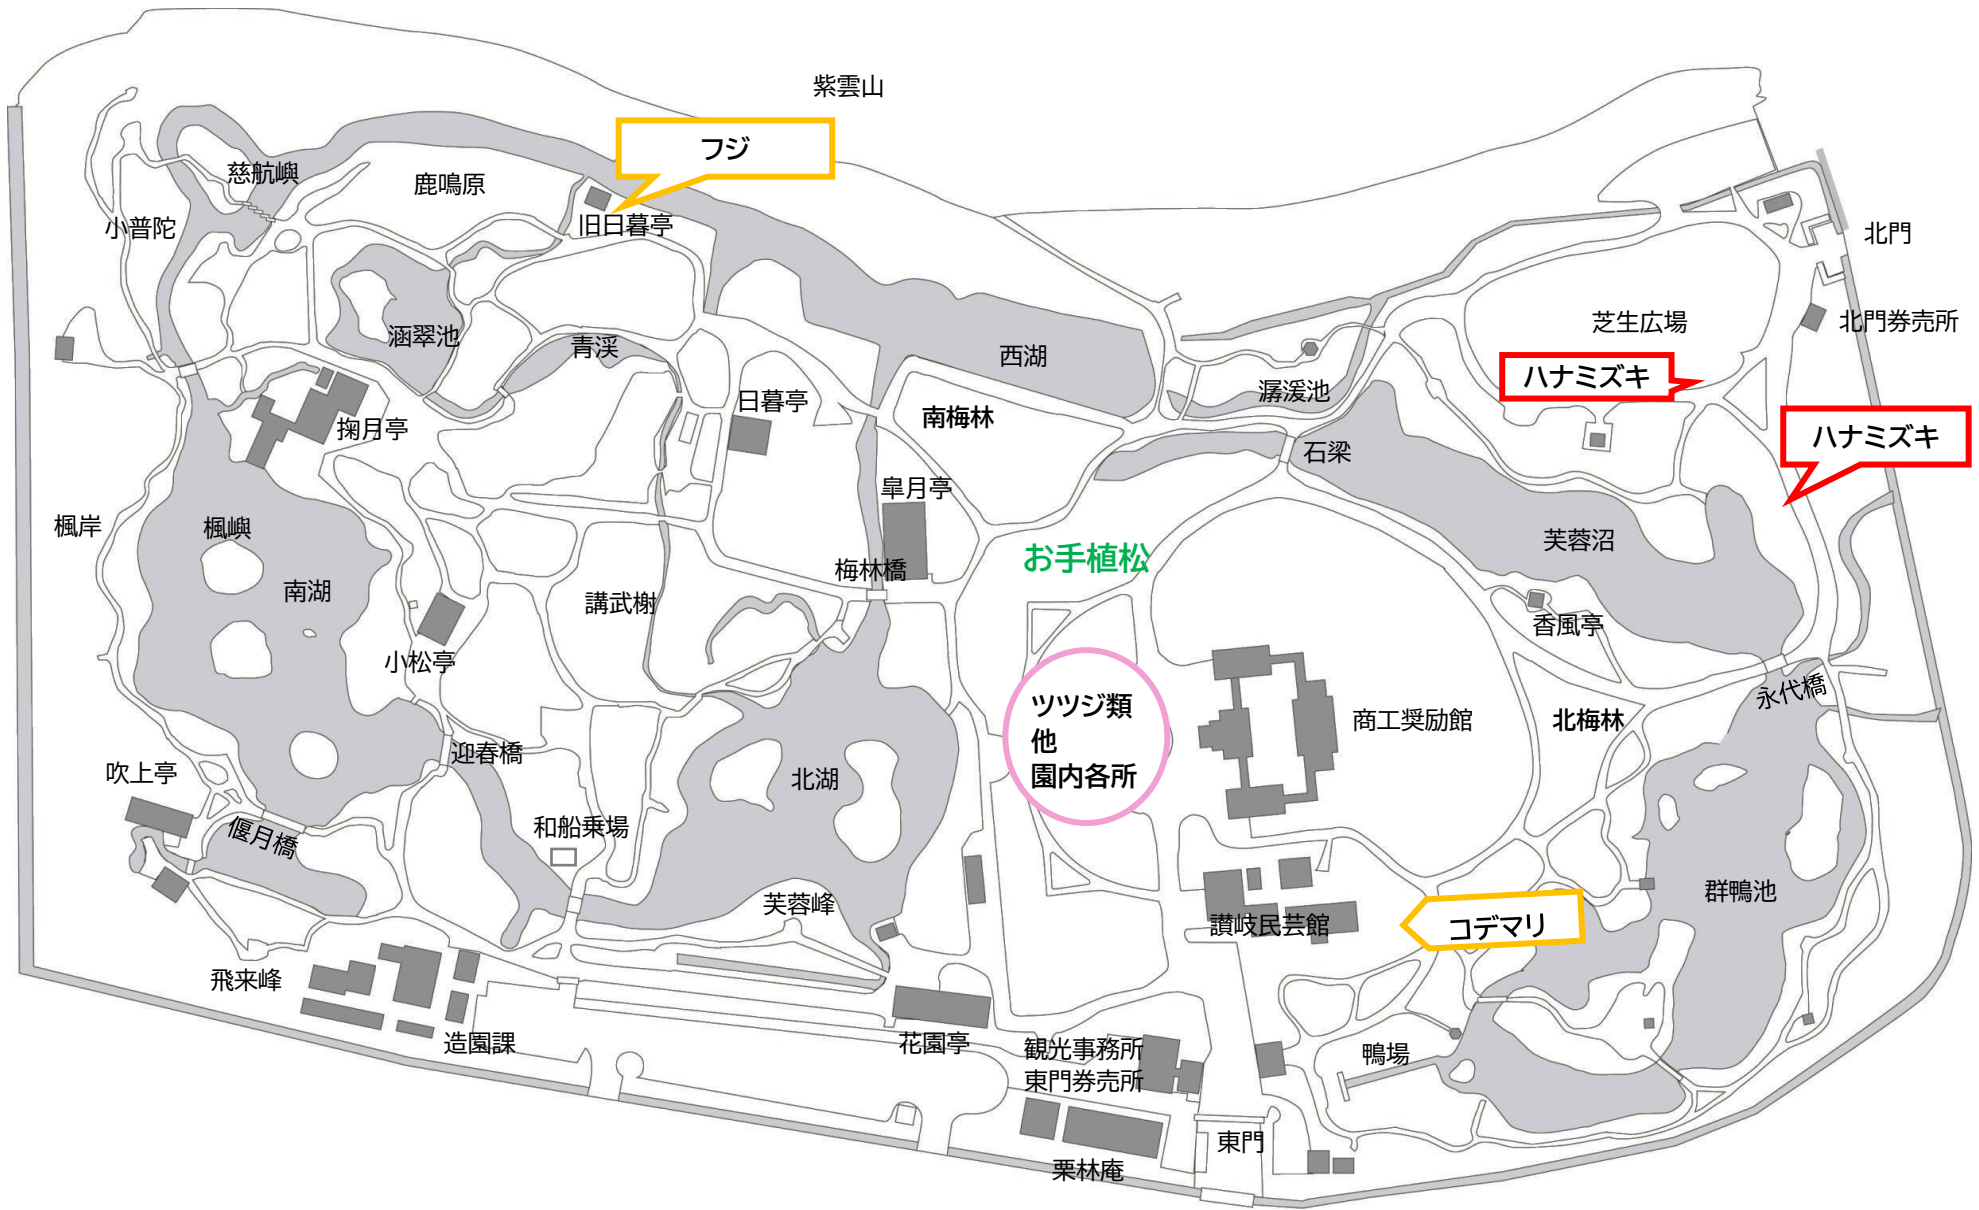 紫雲山
フジ
慈航嶼
鹿鳴原
小普陀
旧日暮亭
北門
涵翠池
青渓
西湖
芝生広場
北門券売所
ハナミズキ
潺湲池
掬月亭
日暮亭
南梅林
石梁
ハナミズキ
皐月亭
楓岸
楓嶼
お手植松
芙蓉沼
南湖
梅林橋
講武榭
香風亭
小松亭
ツツジ類
他
園内各所
商工奨励館
北梅林
永代橋
吹上亭
迎春橋
北湖
偃月橋
和船乗場
芙蓉峰
讃岐民芸館
コデマリ
群鴨池
飛来峰
造園課
花園亭
観光事務所
東門券売所
鴨場
東門
栗林庵